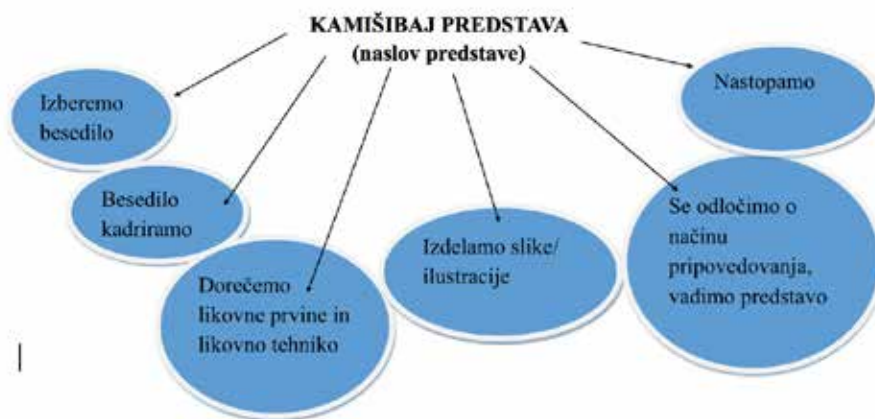 KAMIŠIBAJ PREDSTAVA
(naslov predstave)
Izberemo
besedilo
Besedilo
kadriramo
Dorečemo
likovne prvine in
likovno tehniko
Izdelamo slike/
ilustracije
Se odločimo o
načinu
pripovedovanja,
vadimo predstavo
Nastopamo